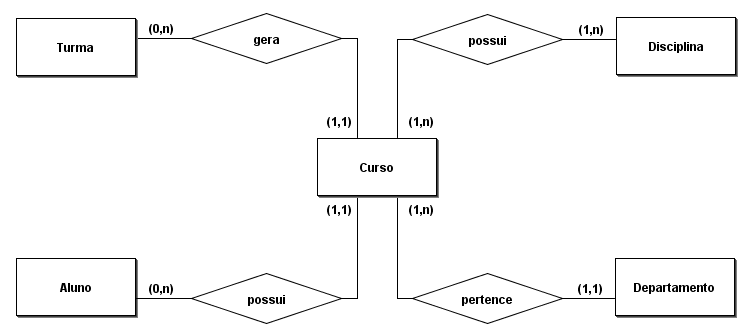 (0,n)
gera
Turma
(1,1)
possui
(1,n)
Disciplina
(1,n)
Curso
(1,1)
(1,n)
Aluno
(0,n)
possui
pertence
(1,1)
Departamento